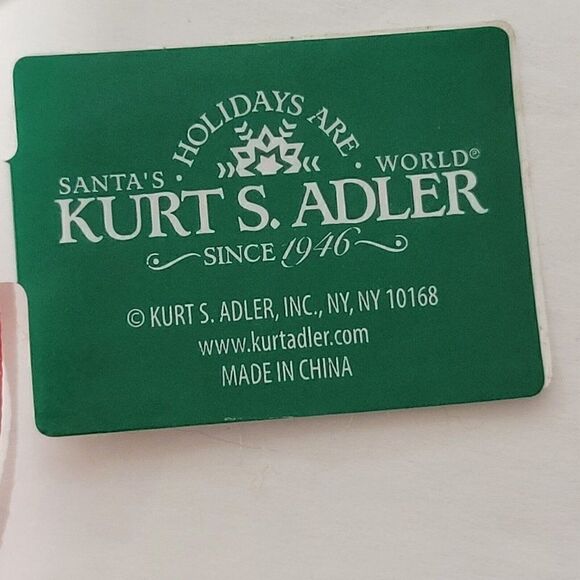 · HOLIDAYS ARE ·
SANTA'S WORLD®
KURT S. ADLER
SINCE 1946
© KURT S. ADLER, INC., NY, NY 10168
www.kurtadler.com
MADE IN CHINA